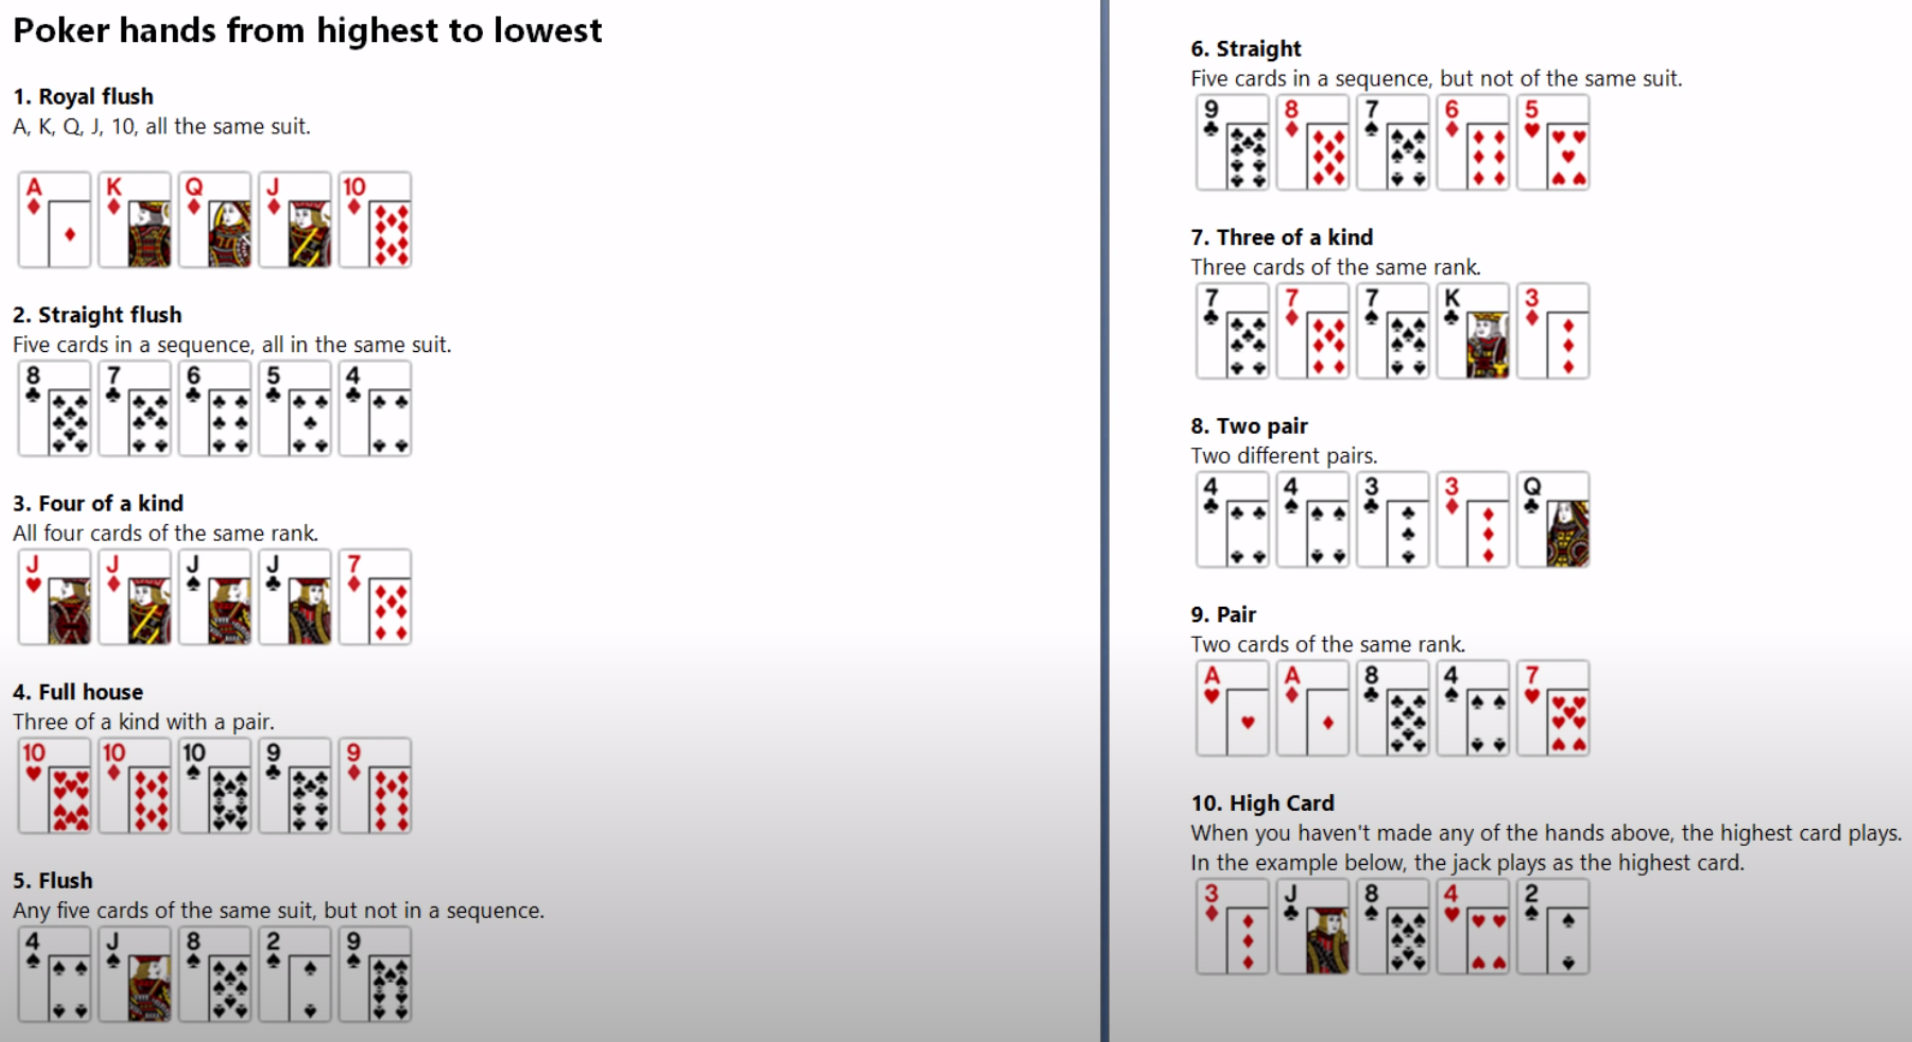 Poker hands from highest to lowest
1. Royal flush
A, K, Q, J, 10, all the same suit.
A K Q J 10
2. Straight flush
Five cards in a sequence, all in the same suit.
8 7 6 5 4
3. Four of a kind
All four cards of the same rank.
J J J J 7
4. Full house
Three of a kind with a pair.
10 10 10 9 9
5. Flush
Any five cards of the same suit, but not in a sequence.
4 J 8 2 9
6. Straight
Five cards in a sequence, but not of the same suit.
9 8 7 6 5
7. Three of a kind
Three cards of the same rank.
7 7 7 K 3
8. Two pair
Two different pairs.
4 4 3 3 Q
9. Pair
Two cards of the same rank.
A A 8 4 7
10. High Card
When you haven't made any of the hands above, the highest card plays.
In the example below, the jack plays as the highest card.
3 J 8 4 2